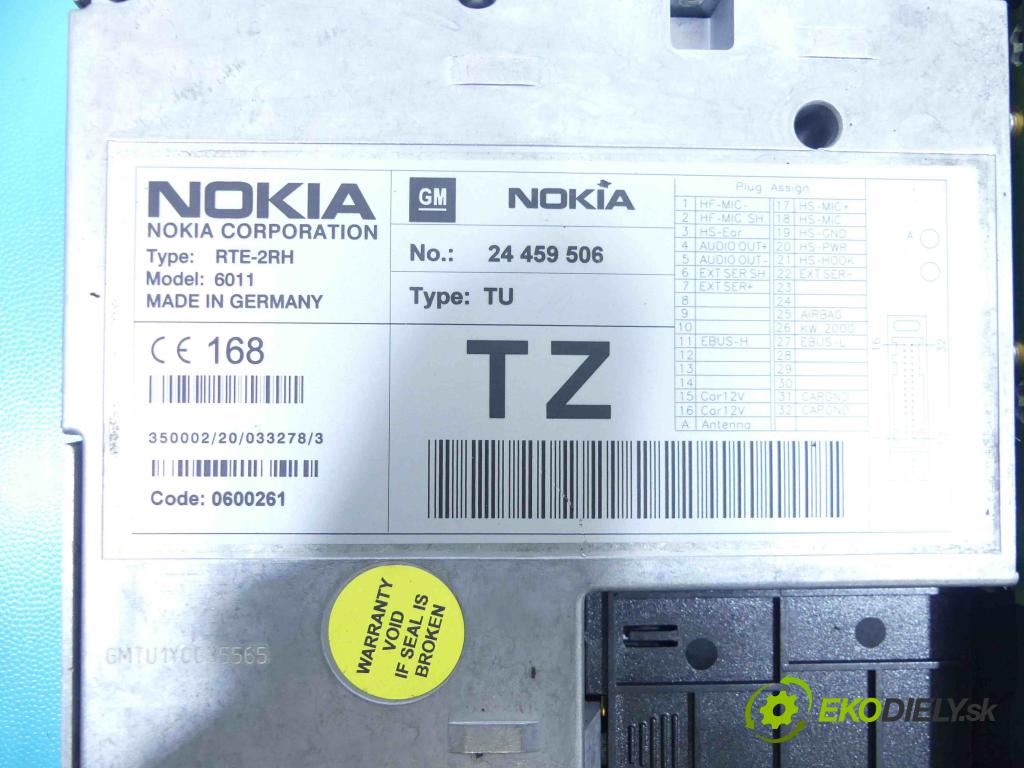 NOKIA
NOKIA CORPORATION
Type: RTE-2RH
Model: 6011
MADE IN GERMANY
CE 168
350002/20/033278/3
Code: 0600261
GM NOKIA
No.: 24 459 506
Type: TU
TZ
Plug Assign
1 HF-MIC- 17 HS-MIC+
2 HF-MIC SH 18 HS-MIC
3 HS-Ear 19 HS-GND
4 AUDIO OUT+ 20 HS-PWR
5 AUDIO OUT- 21 HS-HOOK
6 EXT SER SH 22 EXT SER-
7 EXT SER+ 23
8 24
9 25 AIRBAG
10 26 KW 2000
11 EBUS-H 27 EBUS-L
12 28
13 29
14 30
15 Car12V 31 CARGND
16 Car12V 32 CARGND
A Antenna
A
16 32
WARRANTY
VOID
IF SEAL IS
BROKEN
EKODIELY.sk